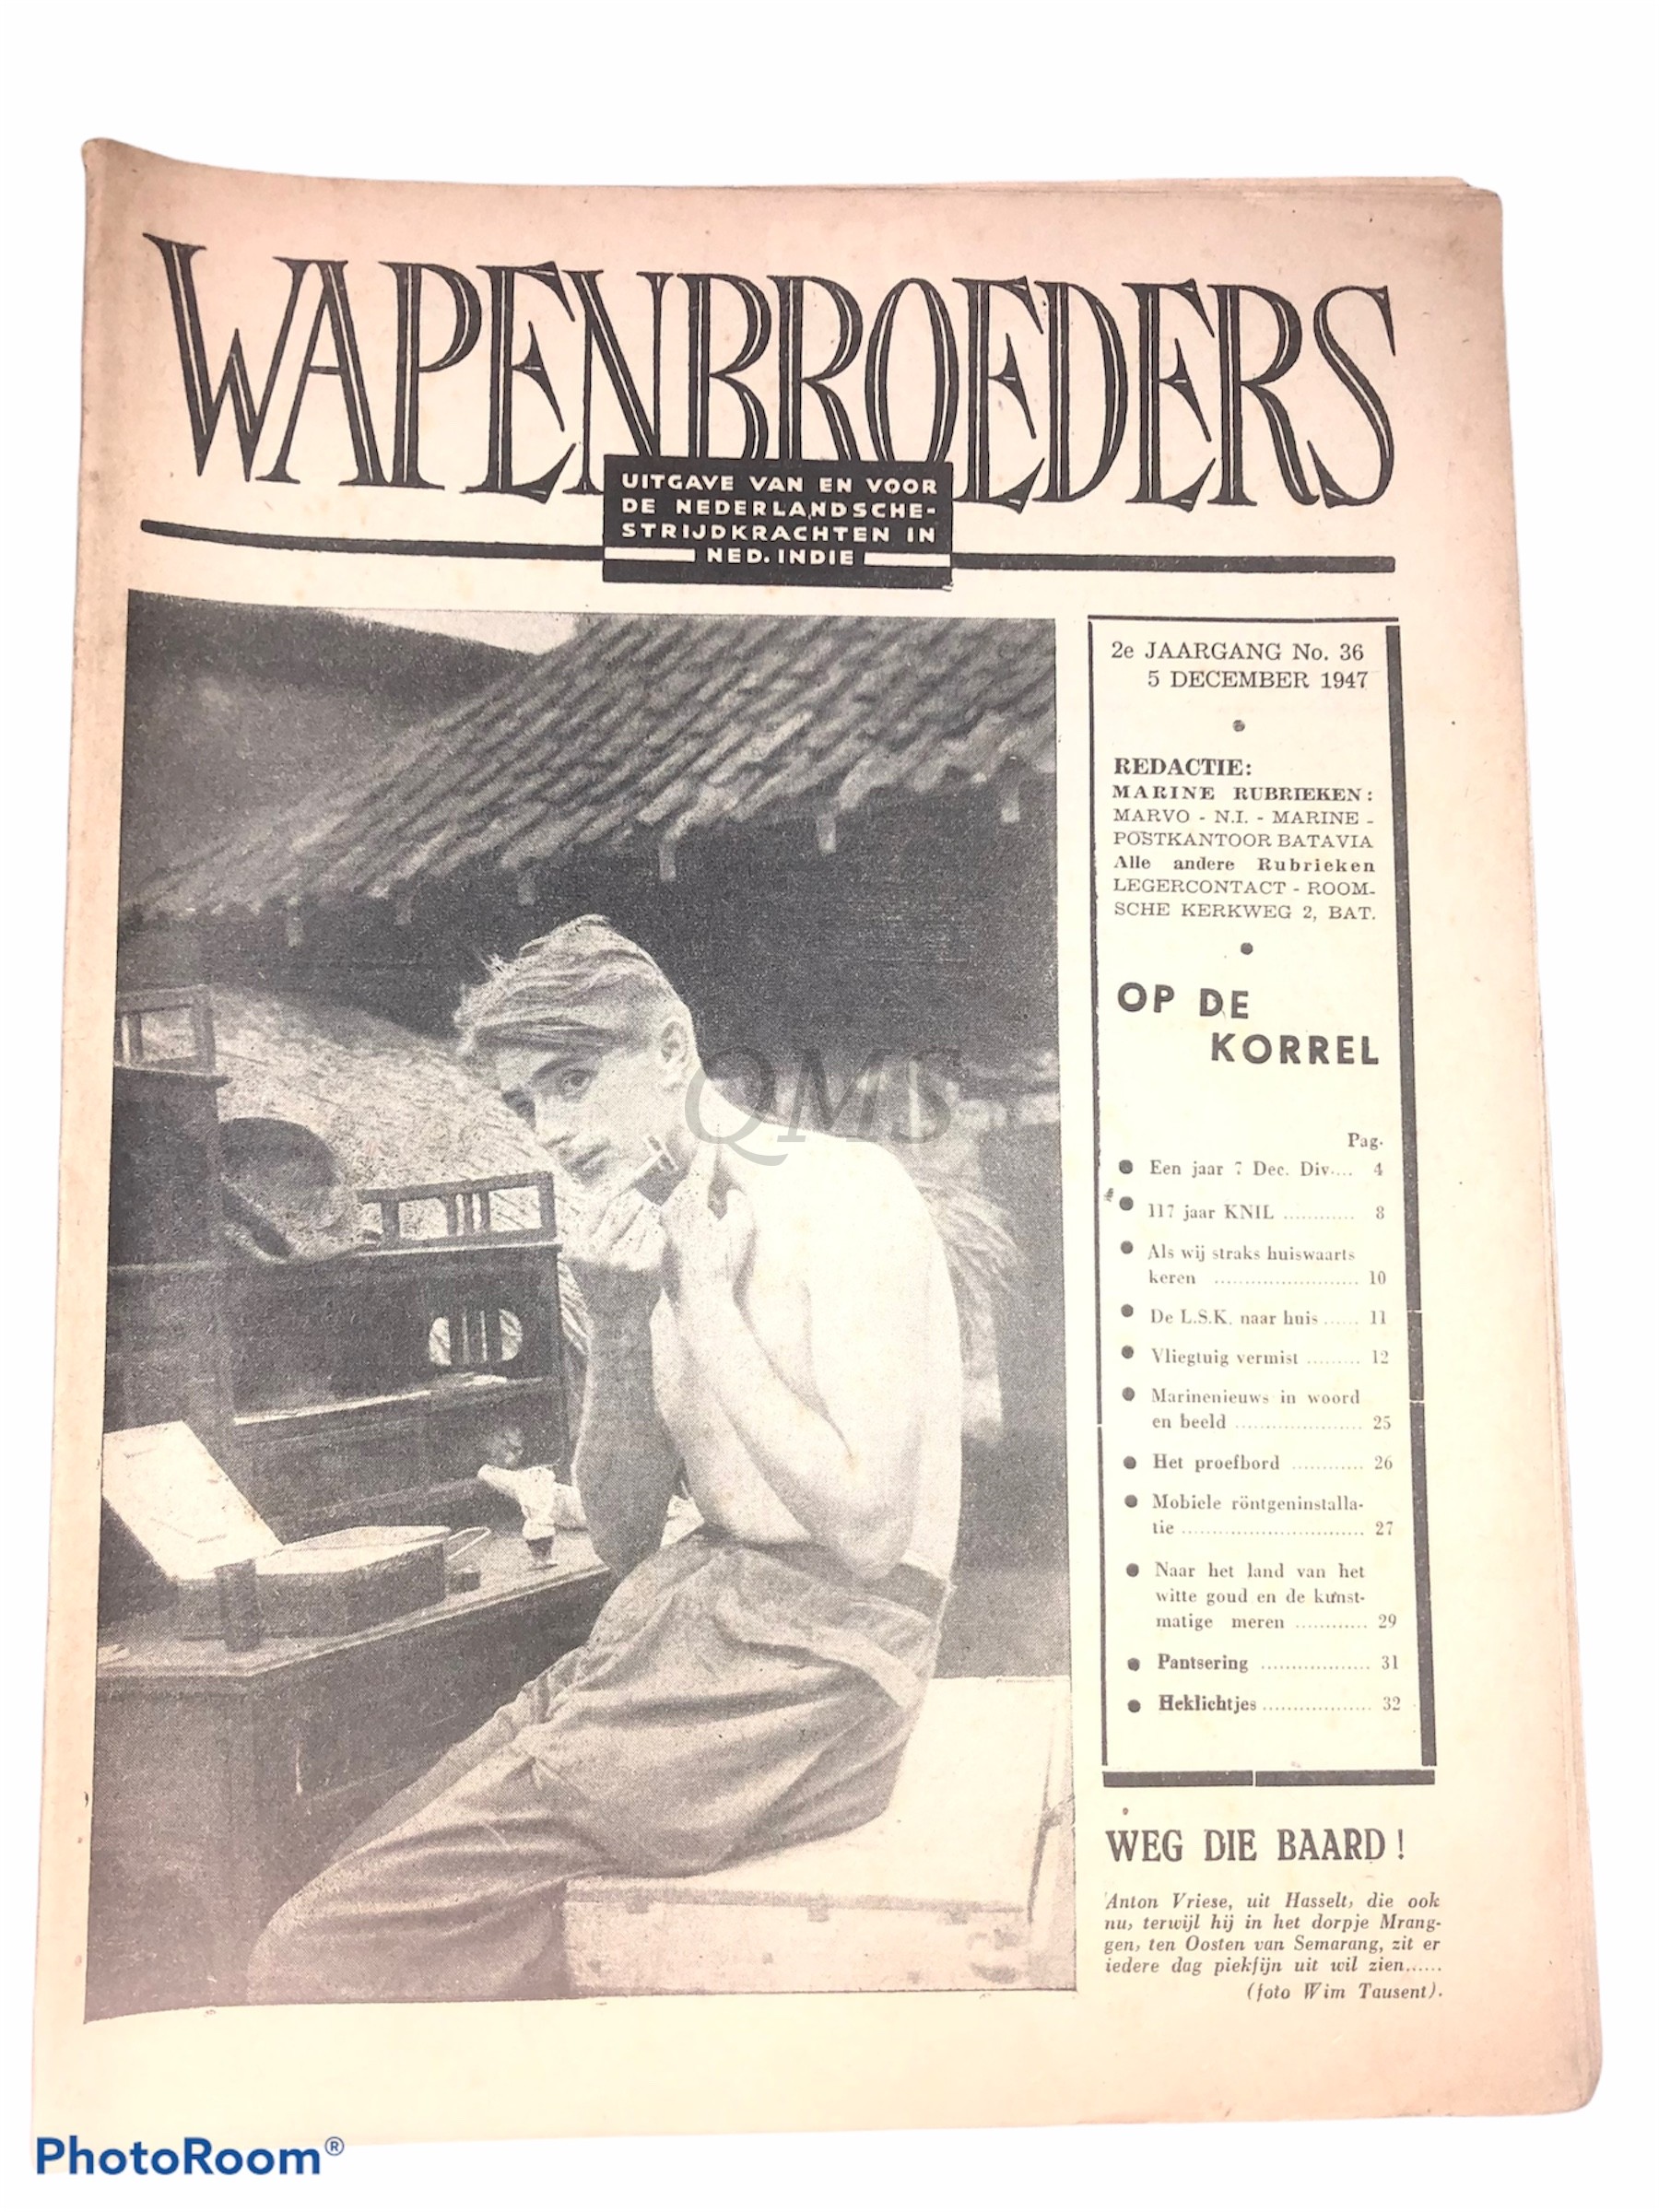 WAPENBROEDERS
UITGAVE VAN EN VOOR
DE NEDERLANDSCHE-
STRIJDKRACHTEN IN
NED. INDIE
2e JAARGANG No. 36
5 DECEMBER 1947
REDACTIE:
MARINE RUBRIEKEN:
MARVO - N.I. - MARINE -
POSTKANTOOR BATAVIA
Alle andere Rubrieken
LEGERCONTACT - ROOM-
SCHE KERKWEG 2, BAT.
OP DE
KORREL
Pag.
● Een jaar 7 Dec. Div.... 4
● 117 jaar KNIL ............ 8
● Als wij straks huiswaarts
keren ........................ 10
● De L.S.K. naar huis ...... 11
● Vliegtuig vermist ......... 12
● Marinenieuws in woord
en beeld ..................... 25
● Het proefbord ............ 26
● Mobiele röntgeninstalla-
tie .............................. 27
● Naar het land van het
witte goud en de kunst-
matige meren ............ 29
● Pantsering .................. 31
● Heklichtjes .................. 32
WEG DIE BAARD!
Anton Vriese, uit Hasselt, die ook
nu, terwijl hij in het dorpje Mrang-
gen, ten Oosten van Semarang, zit er
iedere dag piekfijn uit wil zien......
(foto Wim Tausent).
QMS
PhotoRoom®